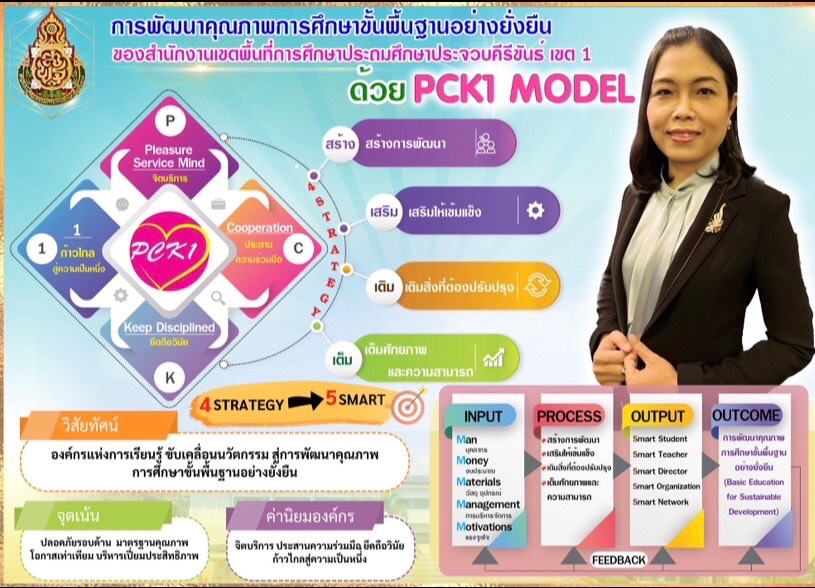 การพัฒนาคุณภาพการศึกษาขั้นพื้นฐานอย่างยั่งยืน
ของสำนักงานเขตพื้นที่การศึกษาประถมศึกษาประจวบคีรีขันธ์ เขต 1
ด้วย PCK1 MODEL
P
Pleasure
Service Mind
จิตบริการ
1
1
ก้าวไกล
สู่ความเป็นหนึ่ง
PCK1
Cooperation
ประสาน
ความร่วมมือ
C
Keep Disciplined
ยึดถือวินัย
K
4 STRATEGY
สร้าง สร้างการพัฒนา
เสริม เสริมให้เข้มแข็ง
เติม เติมสิ่งที่ต้องปรับปรุง
เต็ม เต็มศักยภาพ
และความสามารถ
4 STRATEGY 5 SMART
วิสัยทัศน์
องค์กรแห่งการเรียนรู้ ขับเคลื่อนนวัตกรรม สู่การพัฒนาคุณภาพ
การศึกษาขั้นพื้นฐานอย่างยั่งยืน
จุดเน้น
ปลอดภัยรอบด้าน มาตรฐานคุณภาพ
โอกาสเท่าเทียม บริหารเปี่ยมประสิทธิภาพ
ค่านิยมองค์กร
จิตบริการ ประสานความร่วมมือ ยึดถือวินัย
ก้าวไกลสู่ความเป็นหนึ่ง
INPUT
Man
บุคลากร
Money
งบประมาณ
Materials
วัสดุ อุปกรณ์
Management
การบริหารจัดการ
Motivations
แรงจูงใจ
PROCESS
สร้างการพัฒนา
เสริมให้เข้มแข็ง
เติมสิ่งที่ต้องปรับปรุง
เต็มศักยภาพและ
ความสามารถ
OUTPUT
Smart Student
Smart Teacher
Smart Director
Smart Organization
Smart Network
OUTCOME
การพัฒนาคุณภาพ
การศึกษาขั้นพื้นฐาน
อย่างยั่งยืน
(Basic Education
for Sustainable
Development)
FEEDBACK